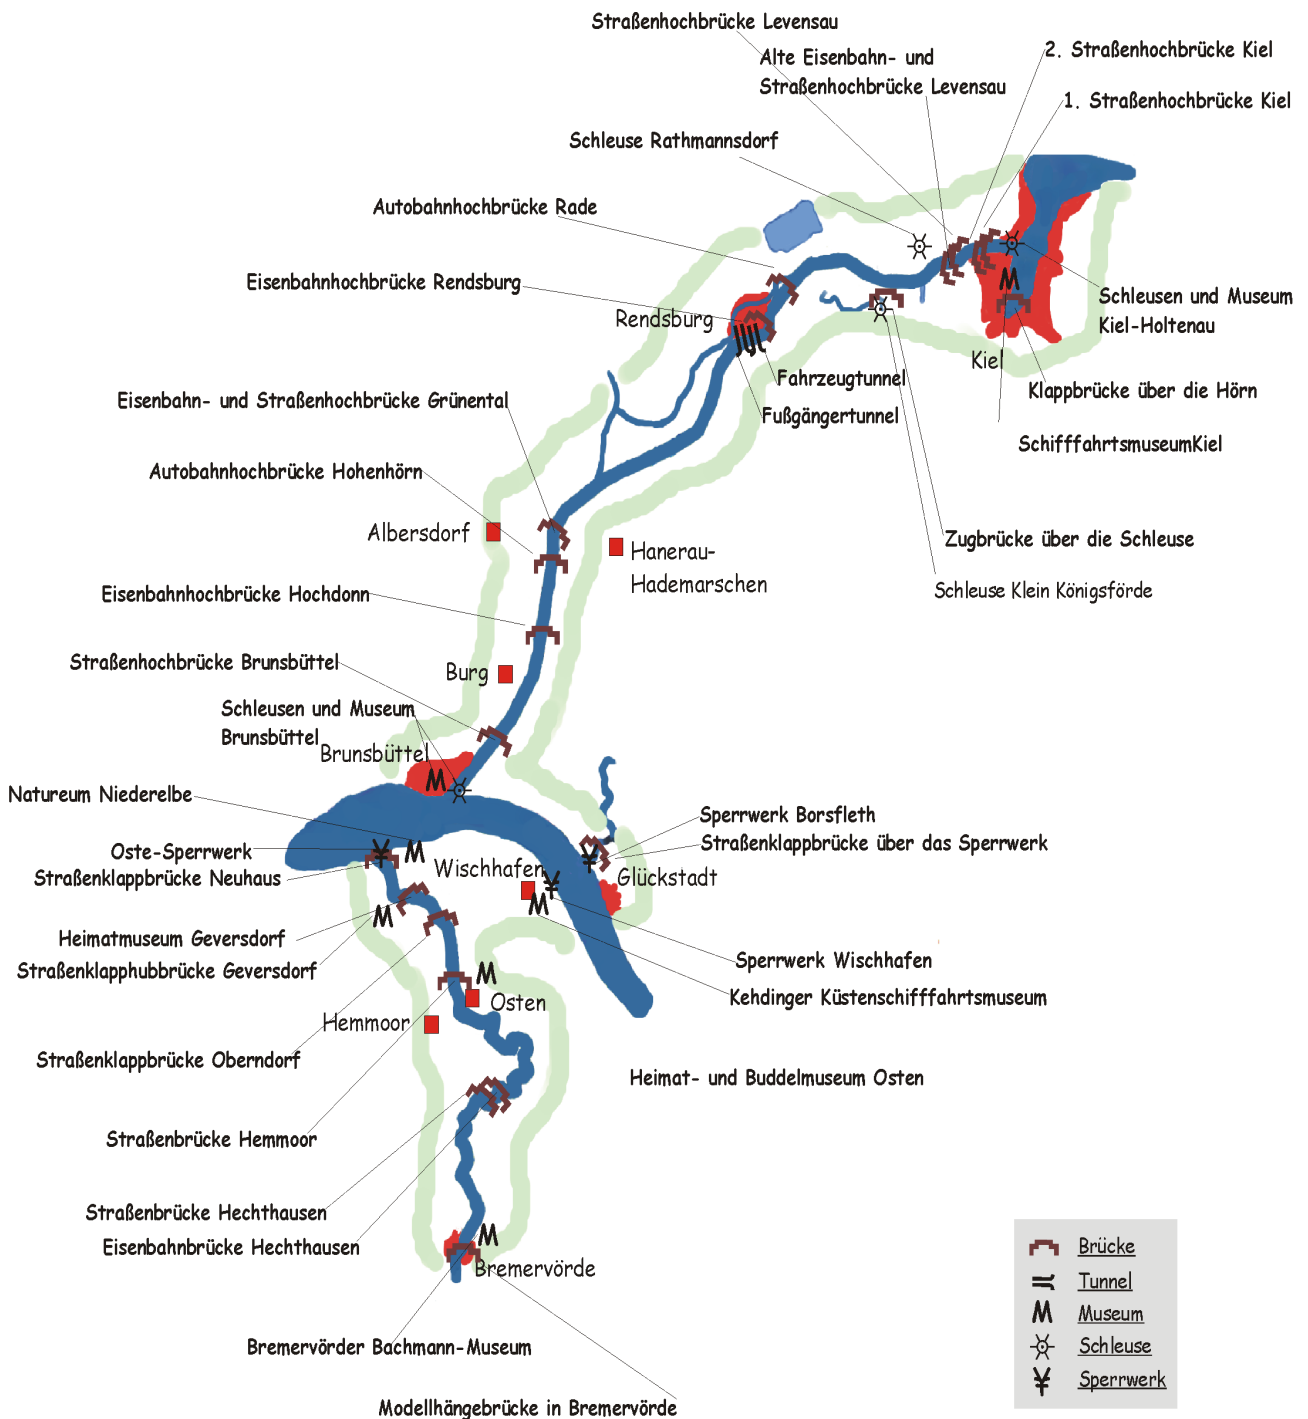 Straßenhochbrücke Levensau
Alte Eisenbahn- und
Straßenhochbrücke Levensau
2. Straßenhochbrücke Kiel
1. Straßenhochbrücke Kiel
Schleuse Rathmannsdorf
Autobahnhochbrücke Rade
Eisenbahnhochbrücke Rendsburg
Rendsburg
Schleusen und Museum
Kiel-Holtenau
Kiel
Fahrzeugtunnel
Klappbrücke über die Hörn
Fußgängertunnel
Eisenbahn- und Straßenhochbrücke Grünental
SchifffahrtsmuseumKiel
Autobahnhochbrücke Hohenhörn
Albersdorf
Hanerau-
Hademarschen
Zugbrücke über die Schleuse
Schleuse Klein Königsförde
Eisenbahnhochbrücke Hochdonn
Straßenhochbrücke Brunsbüttel
Burg
Schleusen und Museum
Brunsbüttel
Brunsbüttel
Natureum Niederelbe
Sperrwerk Borsfleth
Straßenklappbrücke über das Sperrwerk
Oste-Sperrwerk
Straßenklappbrücke Neuhaus
Wischhafen
Glückstadt
Heimatmuseum Geversdorf
Straßenklapphubbrücke Geversdorf
Sperrwerk Wischhafen
Kehdinger Küstenschifffahrtsmuseum
Osten
Hemmoor
Straßenklappbrücke Oberndorf
Heimat- und Buddelmuseum Osten
Straßenbrücke Hemmoor
Straßenbrücke Hechthausen
Eisenbahnbrücke Hechthausen
Bremervörde
Bremervörder Bachmann-Museum
Modellhängebrücke in Bremervörde
Brücke
Tunnel
Museum
Schleuse
Sperrwerk